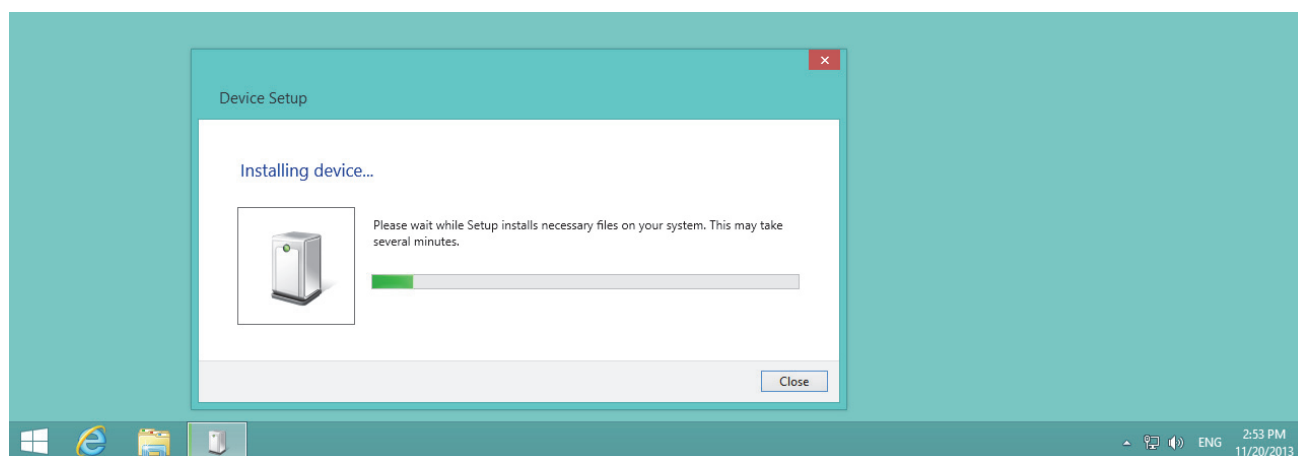 Device Setup
Installing device...
Please wait while Setup installs necessary files on your system. This may take
several minutes.
Close
ENG
2:53 PM
11/20/2013